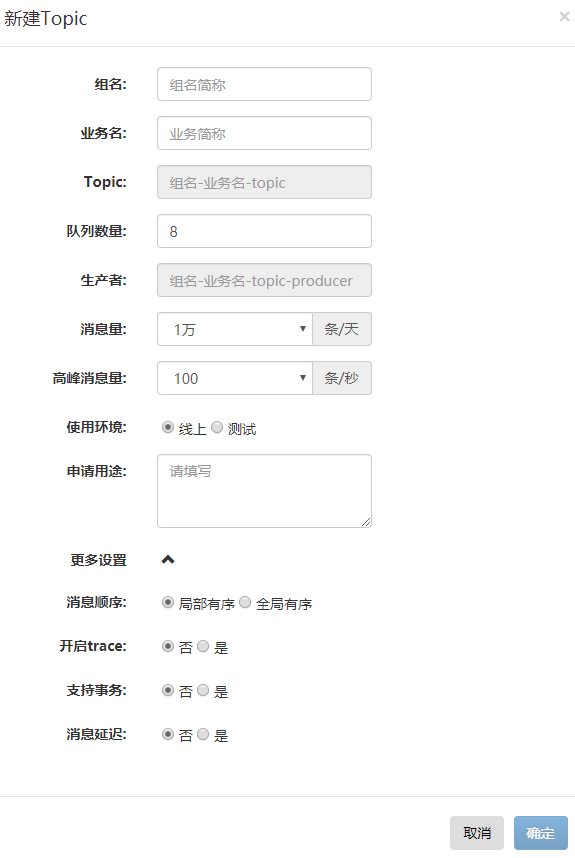 新建Topic ×
组名: 组名简称
业务名: 业务简称
Topic: 组名-业务名-topic
队列数量: 8
生产者: 组名-业务名-topic-producer
消息量: 1万 条/天
高峰消息量: 100 条/秒
使用环境: 线上 测试
申请用途: 请填写
更多设置
消息顺序: 局部有序 全局有序
开启trace: 否 是
支持事务: 否 是
消息延迟: 否 是
取消 确定